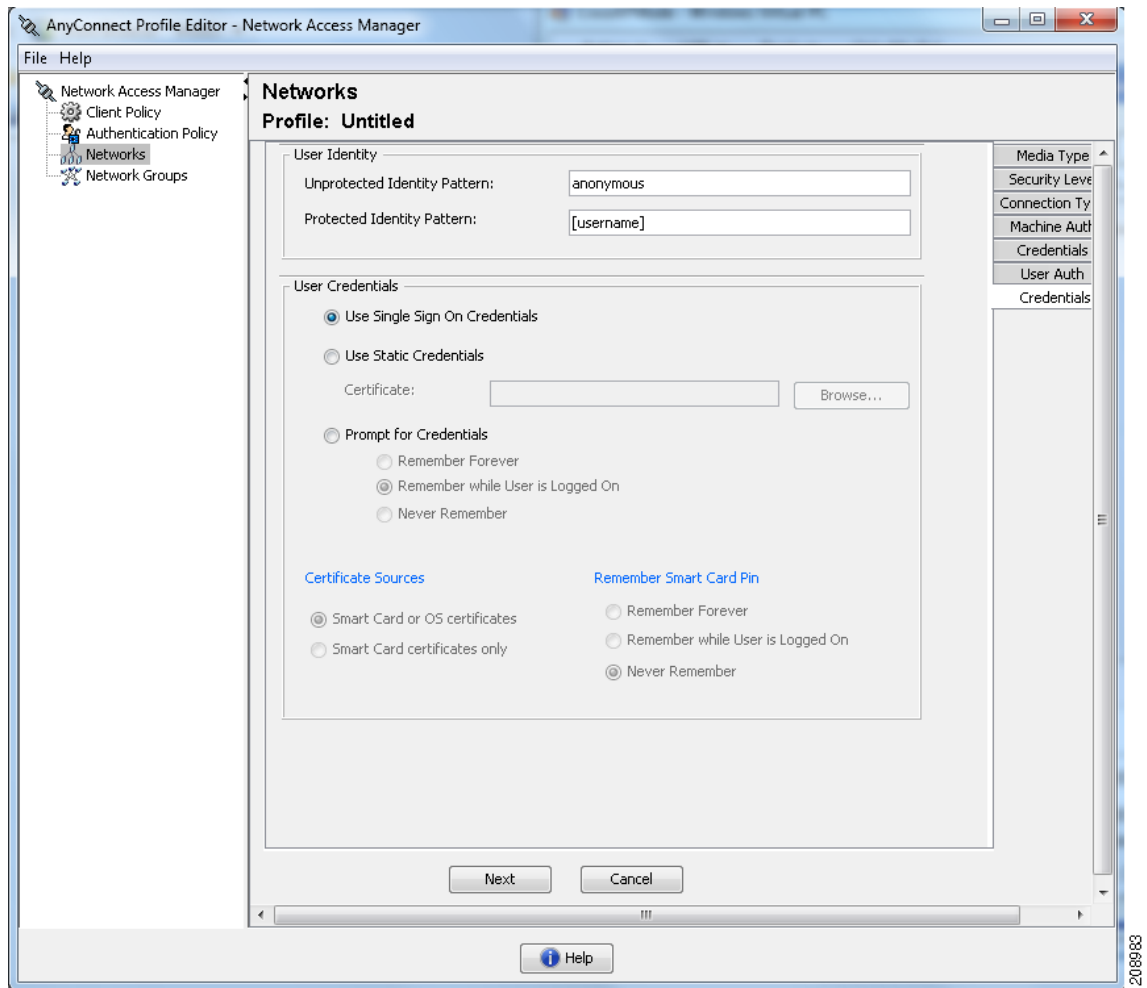 AnyConnect Profile Editor - Network Access Manager
File Help
Network Access Manager
Client Policy
Authentication Policy
Networks
Network Groups
Networks
Profile: Untitled
User Identity
Unprotected Identity Pattern: anonymous
Protected Identity Pattern: [username]
User Credentials
Use Single Sign On Credentials
Use Static Credentials
Certificate: Browse...
Prompt for Credentials
Remember Forever
Remember while User is Logged On
Never Remember
Certificate Sources
Smart Card or OS certificates
Smart Card certificates only
Remember Smart Card Pin
Remember Forever
Remember while User is Logged On
Never Remember
Media Type
Security Leve
Connection Ty
Machine Auth
Credentials
User Auth
Credentials
Next Cancel
Help
208983